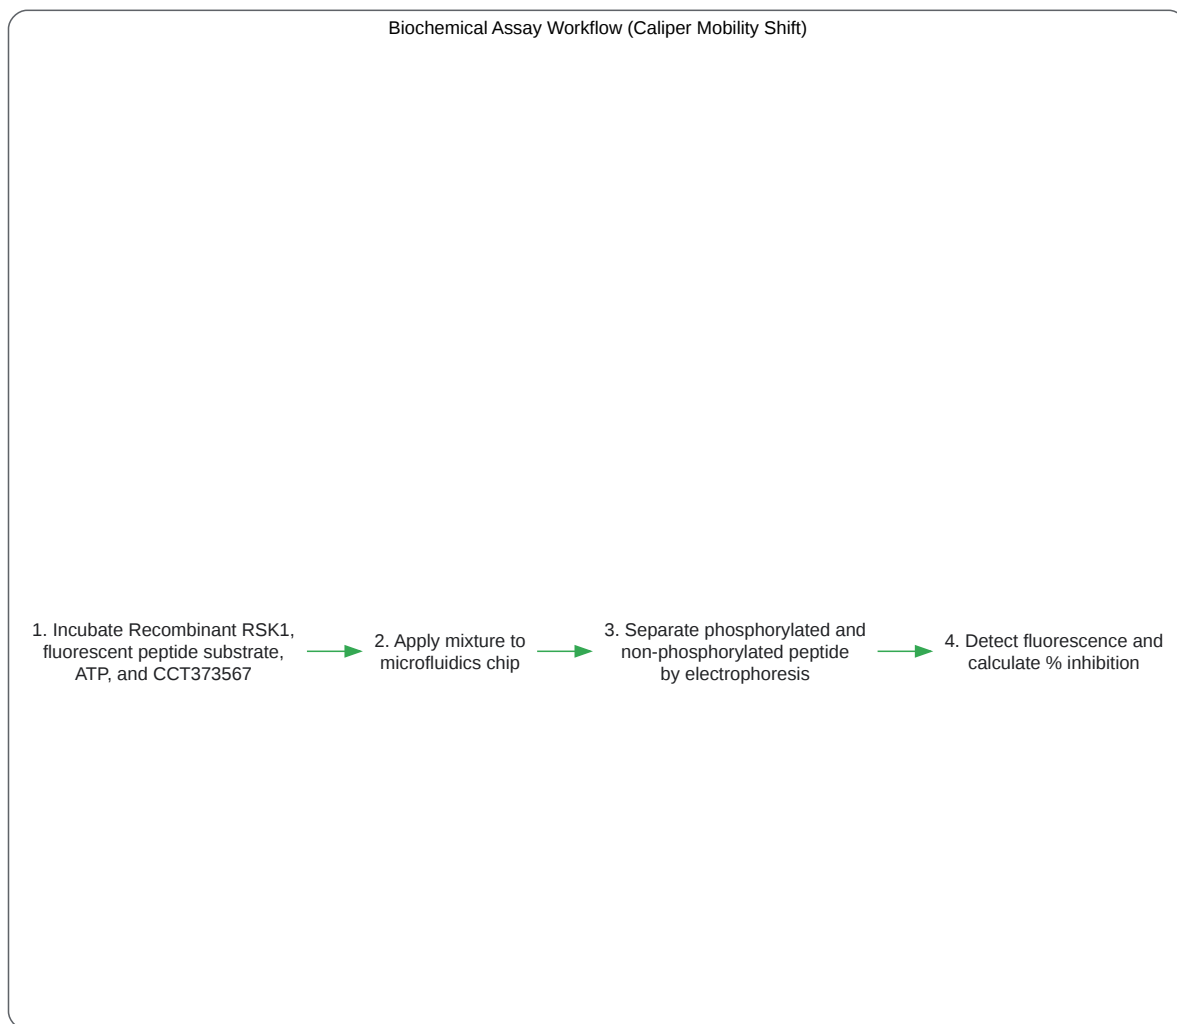 Biochemical Assay Workflow (Caliper Mobility Shift)
1. Incubate Recombinant RSK1,
fluorescent peptide substrate,
ATP, and CCT373567
2. Apply mixture to
microfluidics chip
3. Separate phosphorylated and
non-phosphorylated peptide
by electrophoresis
4. Detect fluorescence and
calculate % inhibition